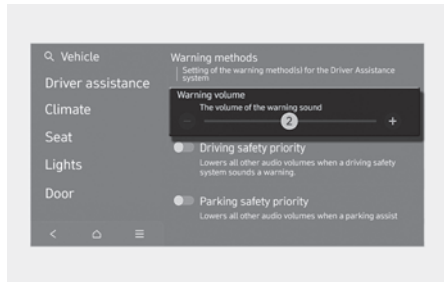 Vehicle
Driver assistance
Climate
Seat
Lights
Door
Warning methods
Setting of the warning method(s) for the Driver Assistance
system
Warning volume
The volume of the warning sound
− 2 +
Driving safety priority
Lowers all other audio volumes when a driving safety
system sounds a warning.
Parking safety priority
Lowers all other audio volumes when a parking assist